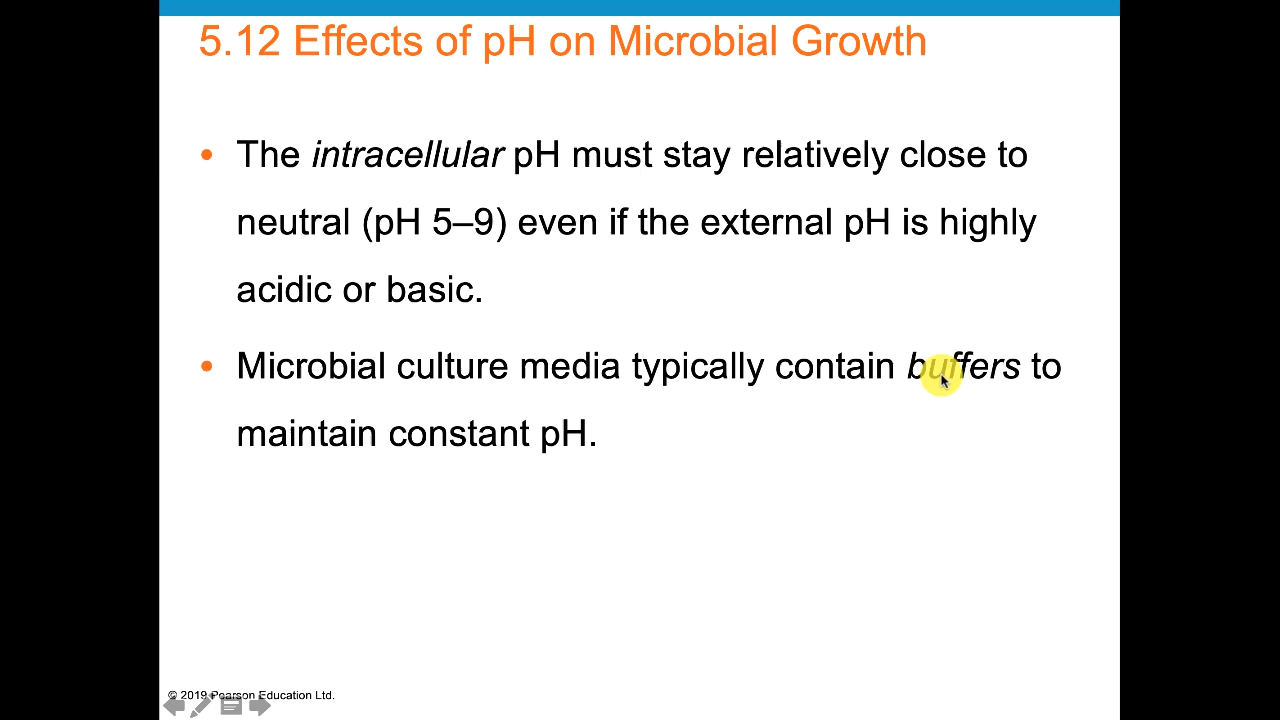 5.12 Effects of pH on Microbial Growth
• The intracellular pH must stay relatively close to
neutral (pH 5–9) even if the external pH is highly
acidic or basic.
• Microbial culture media typically contain buffers to
maintain constant pH.
© 2019 Pearson Education Ltd.